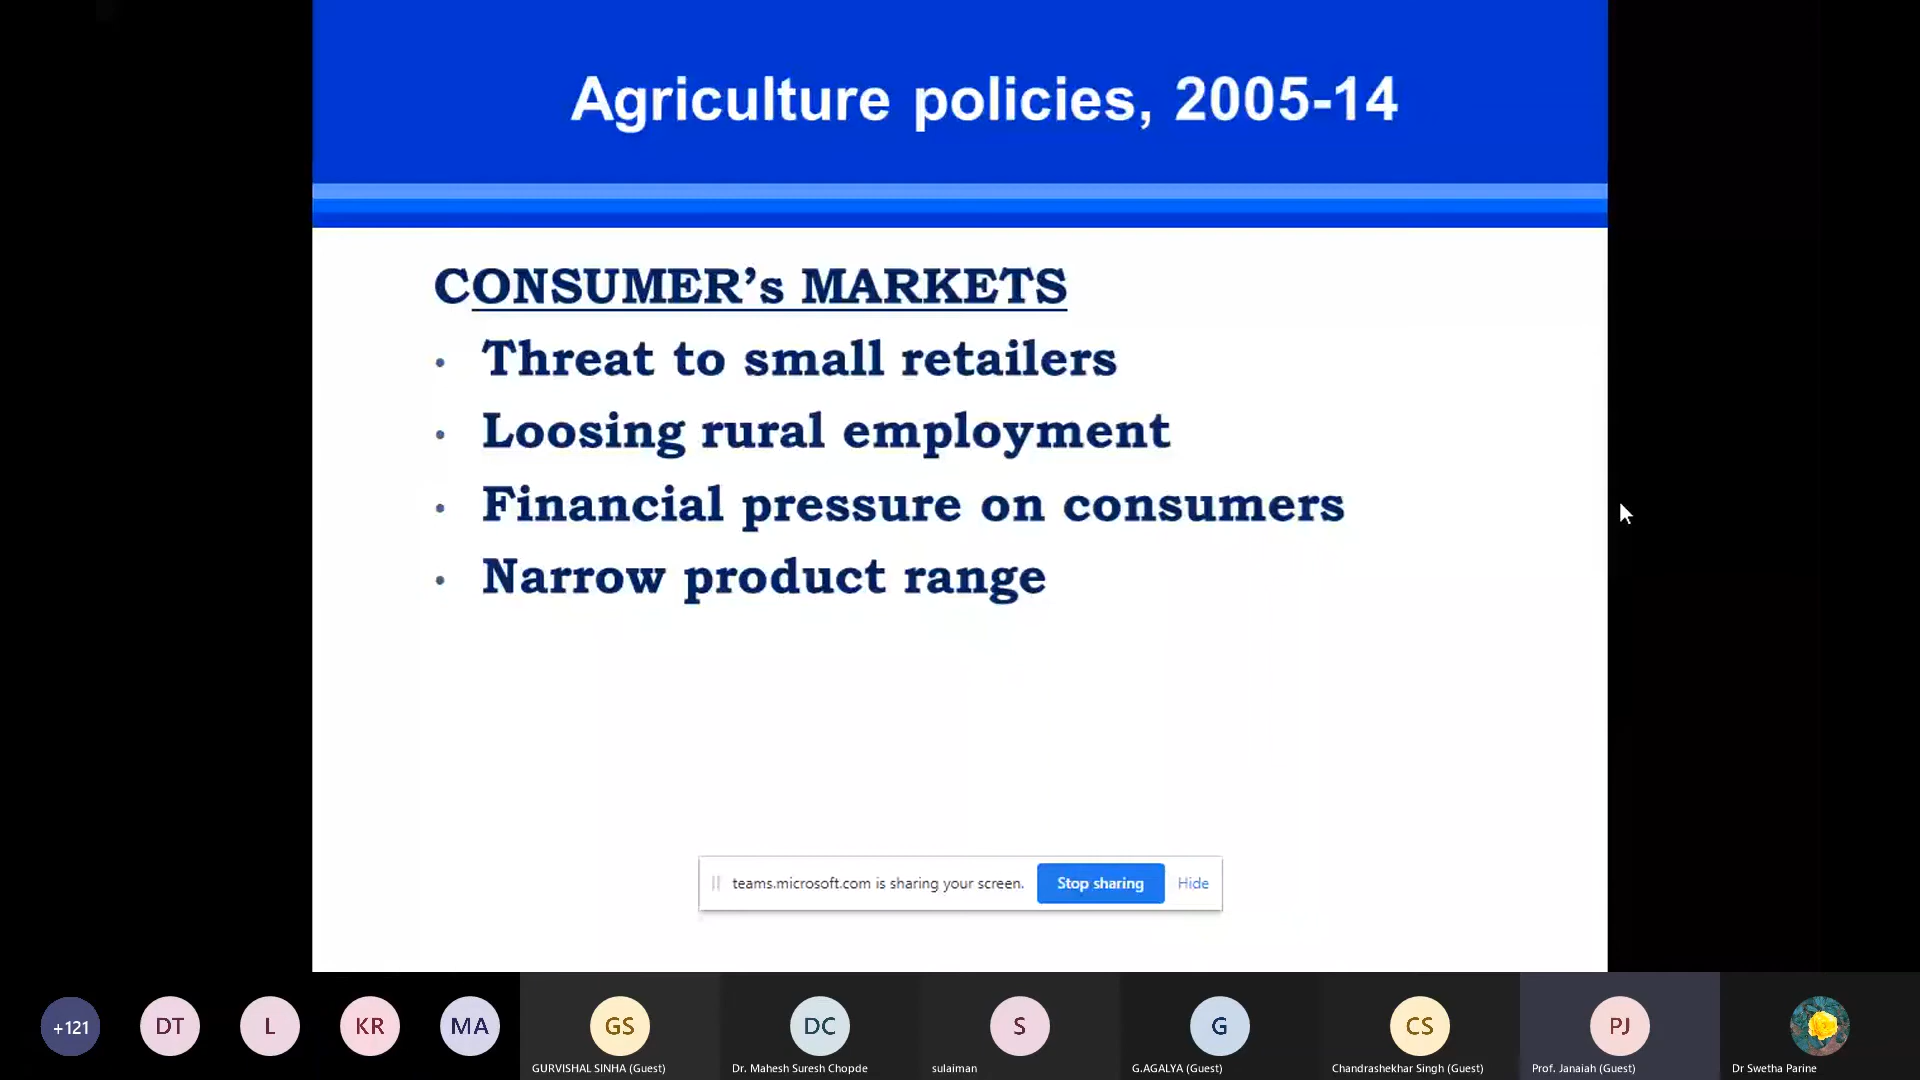 Agriculture policies, 2005-14
CONSUMER’s MARKETS
• Threat to small retailers
• Loosing rural employment
• Financial pressure on consumers
• Narrow product range
teams.microsoft.com is sharing your screen. Stop sharing Hide
+121 DT L KR MA GS DC S G CS PJ
GURVISHAL SINHA (Guest) Dr. Mahesh Suresh Chopde sulaiman G.AGALYA (Guest) Chandrashekhar Singh (Guest) Prof. Janaiah (Guest) Dr Swetha Parine